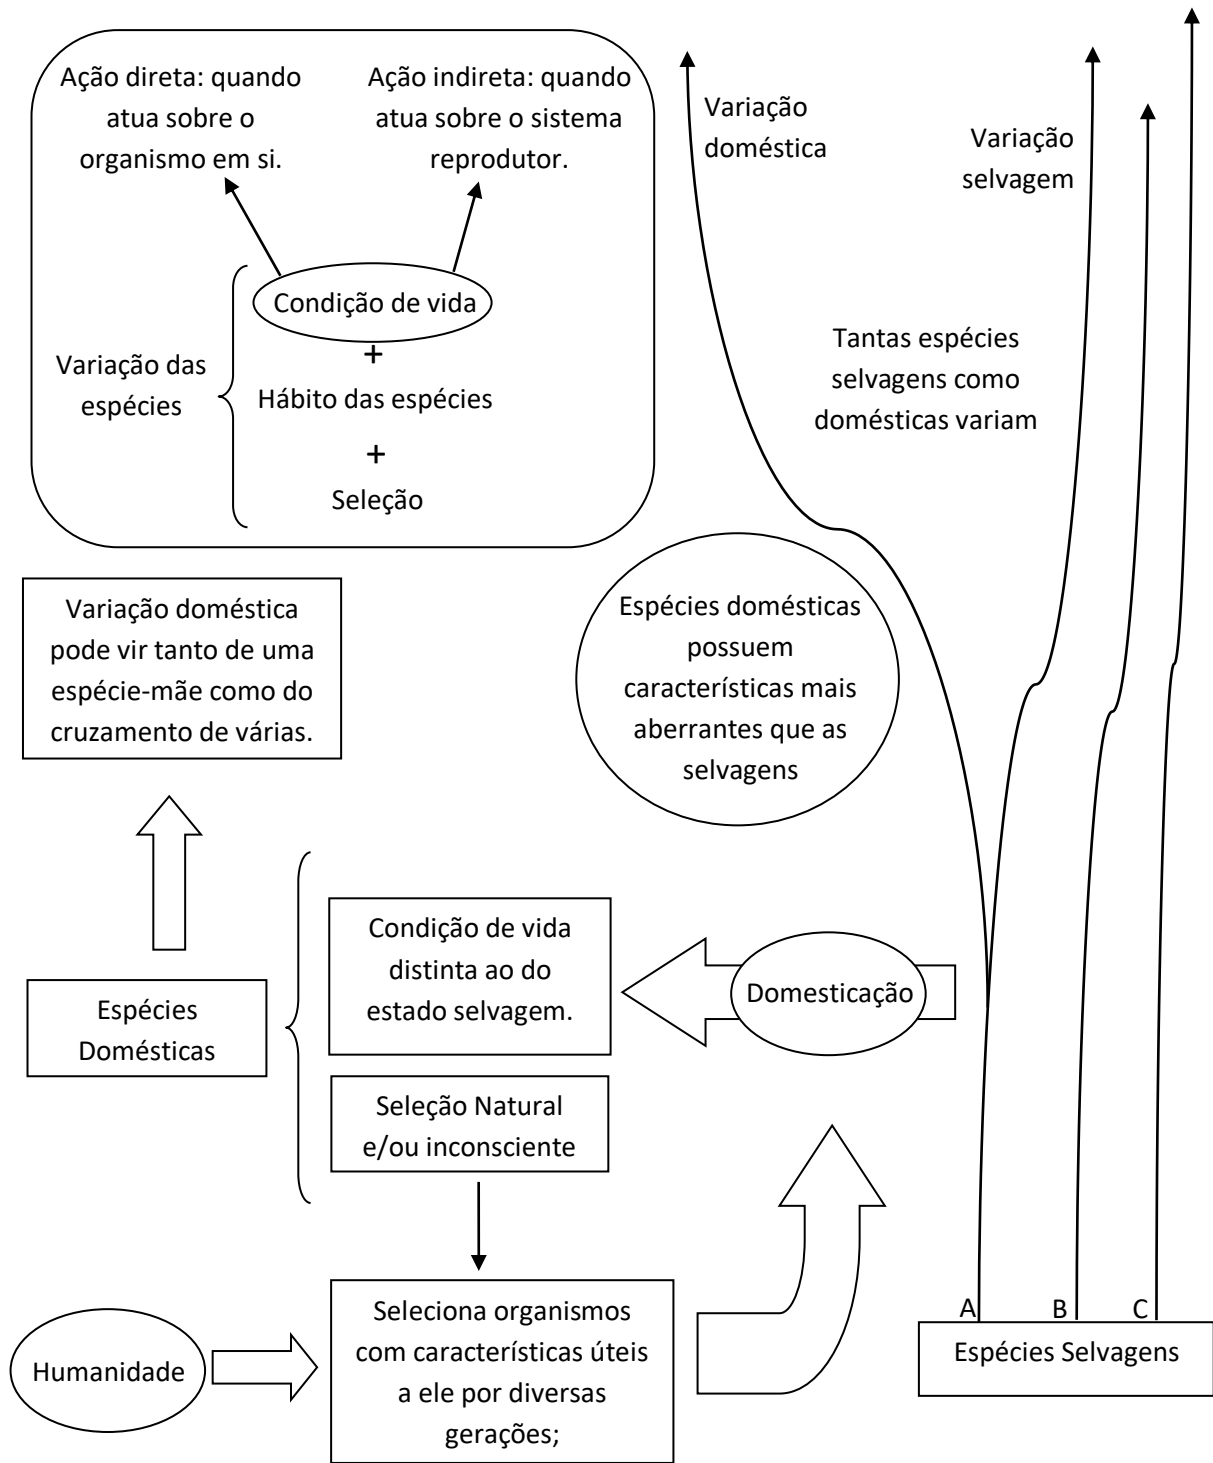 Ação direta: quando
atua sobre o
organismo em si.
Ação indireta: quando
atua sobre o sistema
reprodutor.
Variação das
espécies
Condição de vida
+
Hábito das espécies
+
Seleção
Variação
doméstica
Variação
selvagem
Tantas espécies
selvagens como
domésticas variam
Espécies domésticas
possuem
características mais
aberrantes que as
selvagens
Variação doméstica
pode vir tanto de uma
espécie-mãe como do
cruzamento de várias.
Espécies
Domésticas
Condição de vida
distinta ao do
estado selvagem.
Domesticação
Seleção Natural
e/ou inconsciente
Humanidade
Seleciona organismos
com características úteis
a ele por diversas
gerações;
A B C
Espécies Selvagens